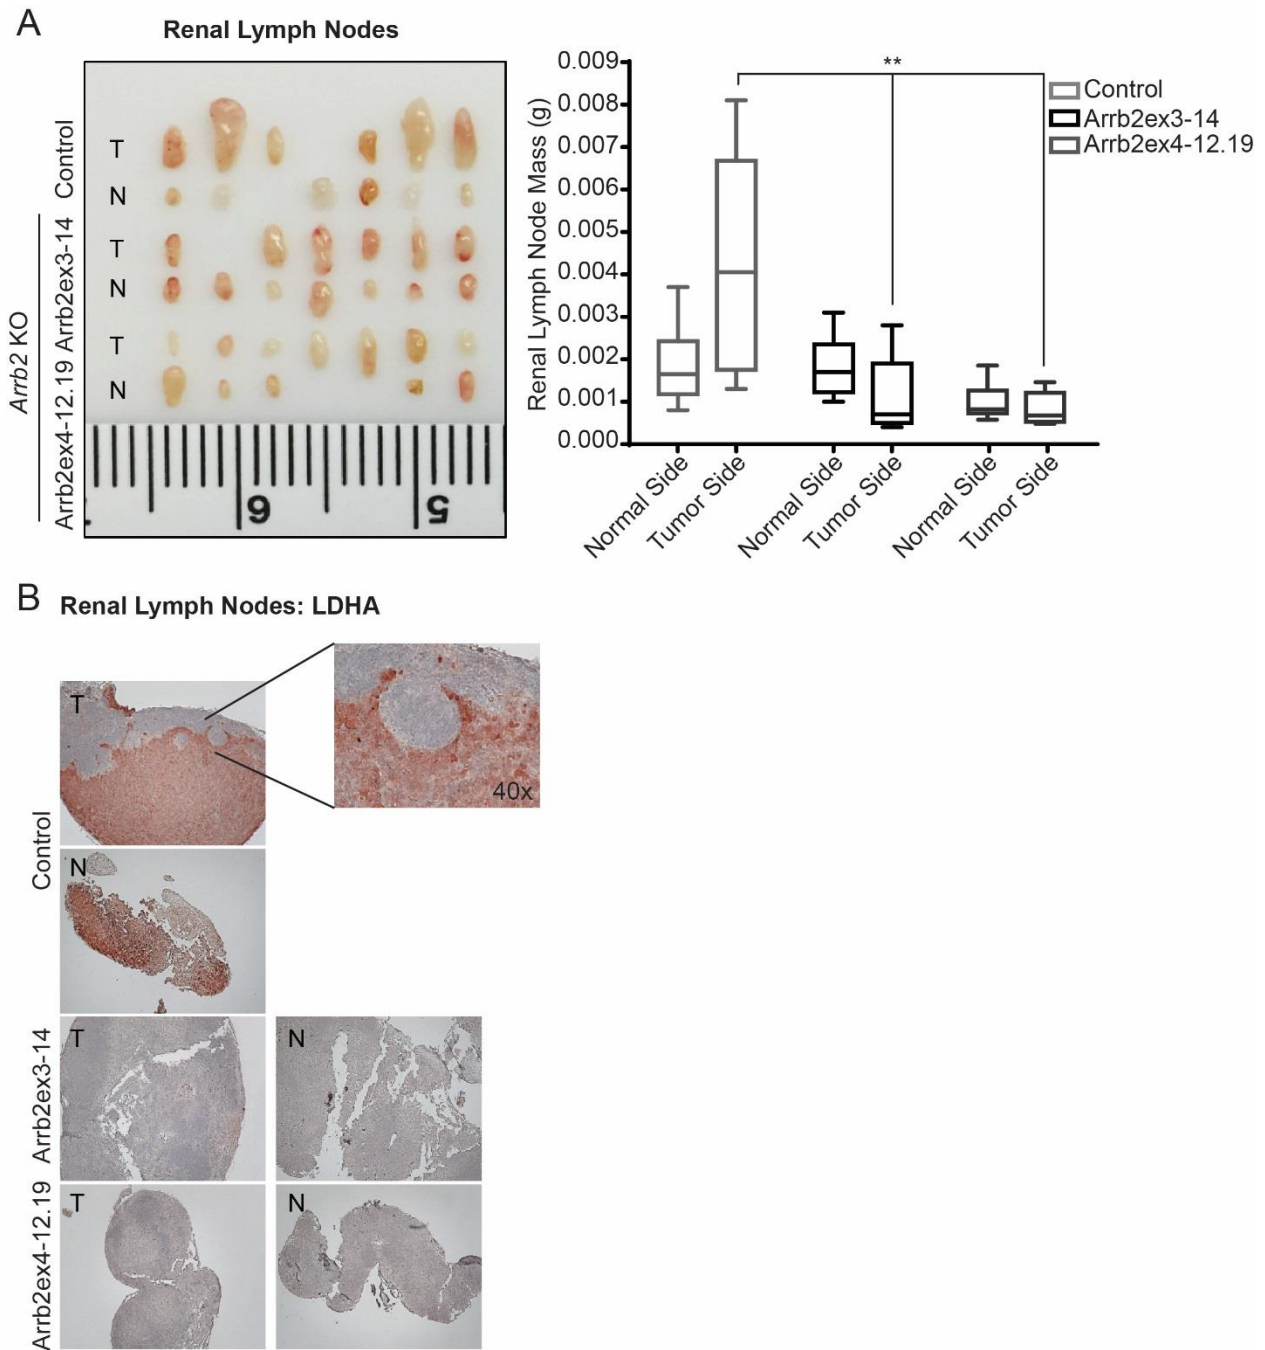 A
Renal Lymph Nodes
Arrb2 KO
Control
Arrb2ex3-14
Arrb2ex4-12.19
T
N
T
N
T
N
6
5
Renal Lymph Node Mass (g)
0.009
0.008
0.007
0.006
0.005
0.004
0.003
0.002
0.001
0.000
**
Control
Arrb2ex3-14
Arrb2ex4-12.19
Normal Side
Tumor Side
Normal Side
Tumor Side
Normal Side
Tumor Side
B
Renal Lymph Nodes: LDHA
Control
T
40x
N
Arrb2ex3-14
T
N
Arrb2ex4-12.19
T
N